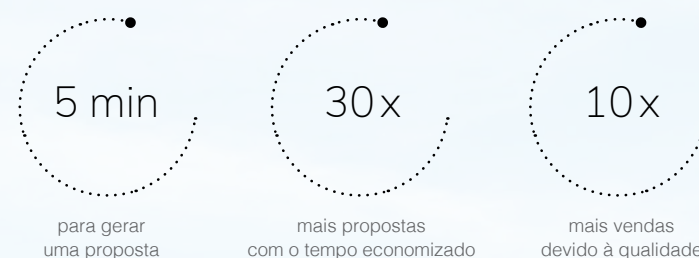 5 min
para gerar
uma proposta
30x
mais propostas
com o tempo economizado
10x
mais vendas
devido à qualidade